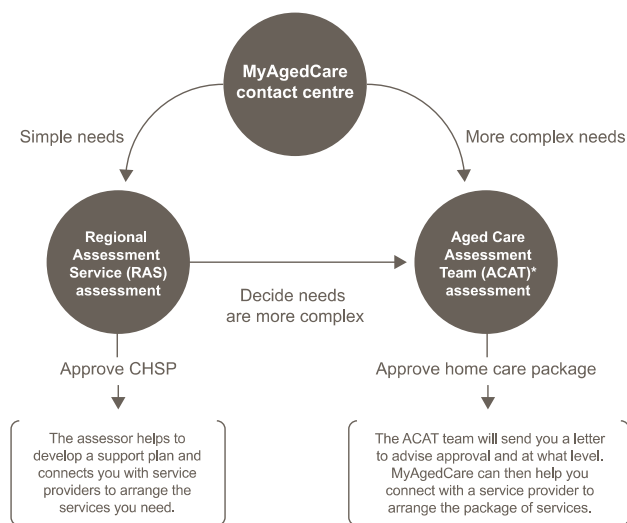 MyAgedCare
contact centre
Simple needs
More complex needs
Regional
Assessment
Service (RAS)
assessment
Aged Care
Assessment
Team (ACAT)*
assessment
Decide needs
are more complex
Approve CHSP
Approve home care package
The assessor helps to
develop a support plan and
connects you with service
providers to arrange the
services you need.
The ACAT team will send you a letter
to advise approval and at what level.
MyAgedCare can then help you
connect with a service provider to
arrange the package of services.